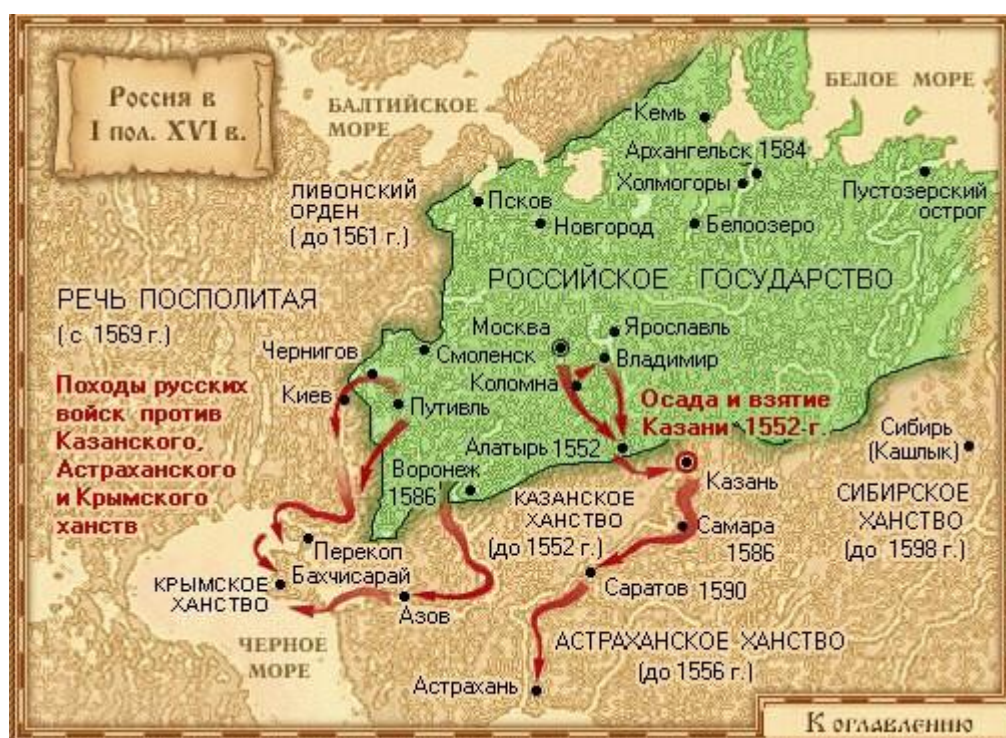 Россия в
I пол. XVI в.
БАЛТИЙСКОЕ
МОРЕ
БЕЛОЕ МОРЕ
Кемь
Архангельск 1584
Холмогоры
Пустозерский
острог
ЛИВОНСКИЙ
ОРДЕН
(до 1561 г.)
Псков
Новгород
Белоозеро
РОССИЙСКОЕ ГОСУДАРСТВО
РЕЧЬ ПОСПОЛИТАЯ
(с 1569 г.)
Москва
Ярославль
Чернигов
Смоленск
Владимир
Коломна
Киев
Путивль
Походы русских
войск против
Казанского,
Астраханского
и Крымского
ханств
Осада и взятие
Казани 1552 г.
Алатырь 1552
Сибирь
(Кашлык)
Воронеж
1586
Казань
КАЗАНСКОЕ
ХАНСТВО
(до 1552 г.)
СИБИРСКОЕ
ХАНСТВО
(до 1598 г.)
Самара
1586
Перекоп
Бахчисарай
КРЫМСКОЕ
ХАНСТВО
Азов
Саратов 1590
ЧЕРНОЕ
МОРЕ
АСТРАХАНСКОЕ ХАНСТВО
(до 1556 г.)
Астрахань
К оглавлению